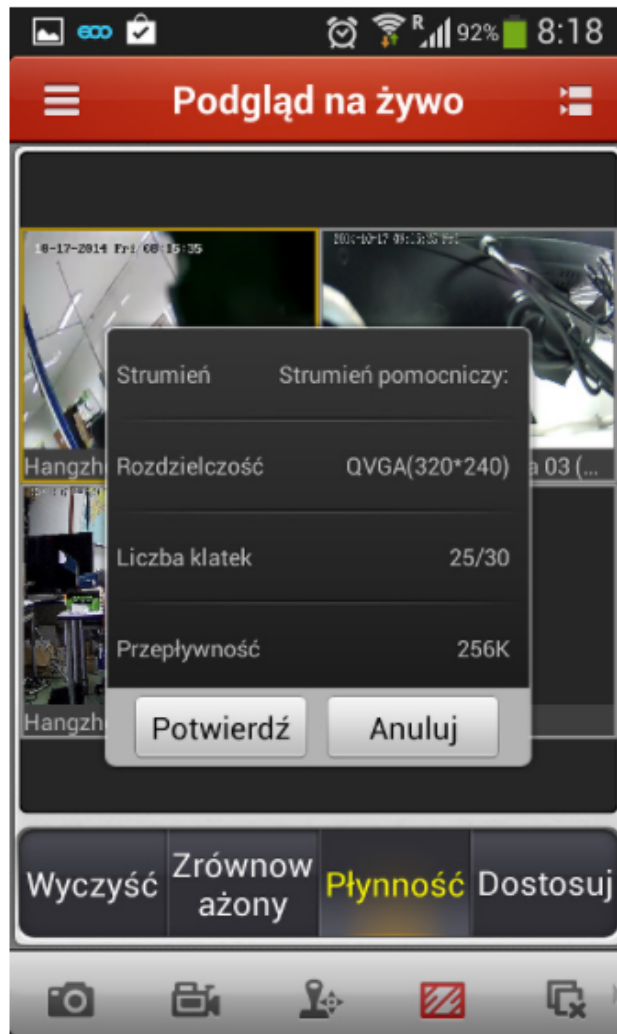 eco R 92% 8:18
Podgląd na żywo
Strumień Strumień pomocniczy:
Hangzh
Rozdzielczość QVGA(320*240)
a 03 (...
Liczba klatek 25/30
Przepływność 256K
Hangzh
Potwierdź Anuluj
Wyczyść Zrównow
ażony Płynność Dostosuj